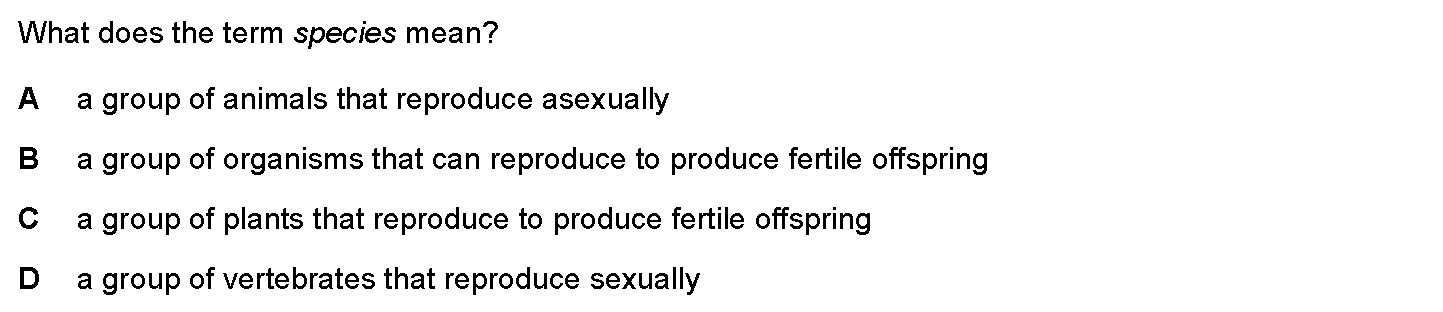 What does the term species mean?
A a group of animals that reproduce asexually
B a group of organisms that can reproduce to produce fertile offspring
C a group of plants that reproduce to produce fertile offspring
D a group of vertebrates that reproduce sexually